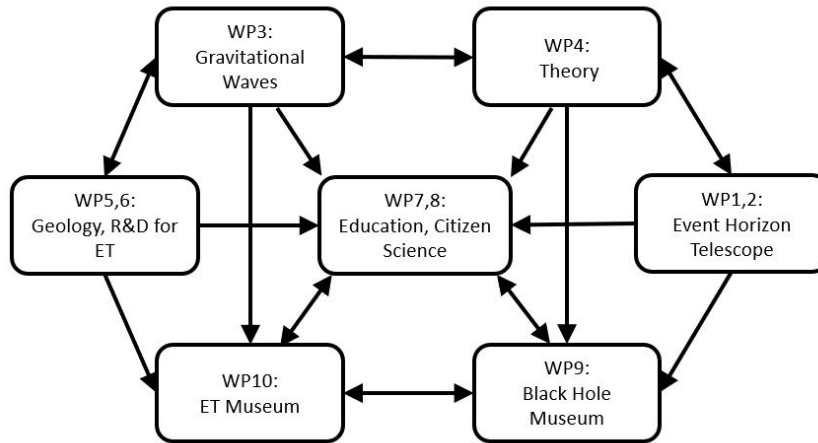 WP3:
Gravitational
Waves
WP4:
Theory
WP5,6:
Geology, R&D for
ET
WP7,8:
Education, Citizen
Science
WP1,2:
Event Horizon
Telescope
WP10:
ET Museum
WP9:
Black Hole
Museum